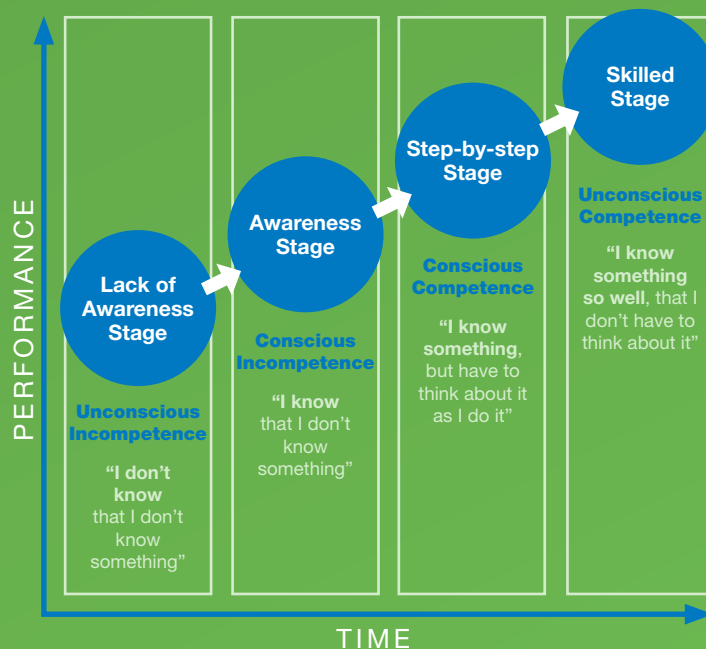 PERFORMANCE
Lack of
Awareness
Stage
Unconscious
Incompetence
“I don’t
know
that I don’t
know
something”
Awareness
Stage
Conscious
Incompetence
“I know
that I don’t
know
something”
Step-by-step
Stage
Conscious
Competence
“I know
something,
but have to
think about it
as I do it”
Skilled
Stage
Unconscious
Competence
“I know
something
so well, that I
don’t have to
think about it”
TIME